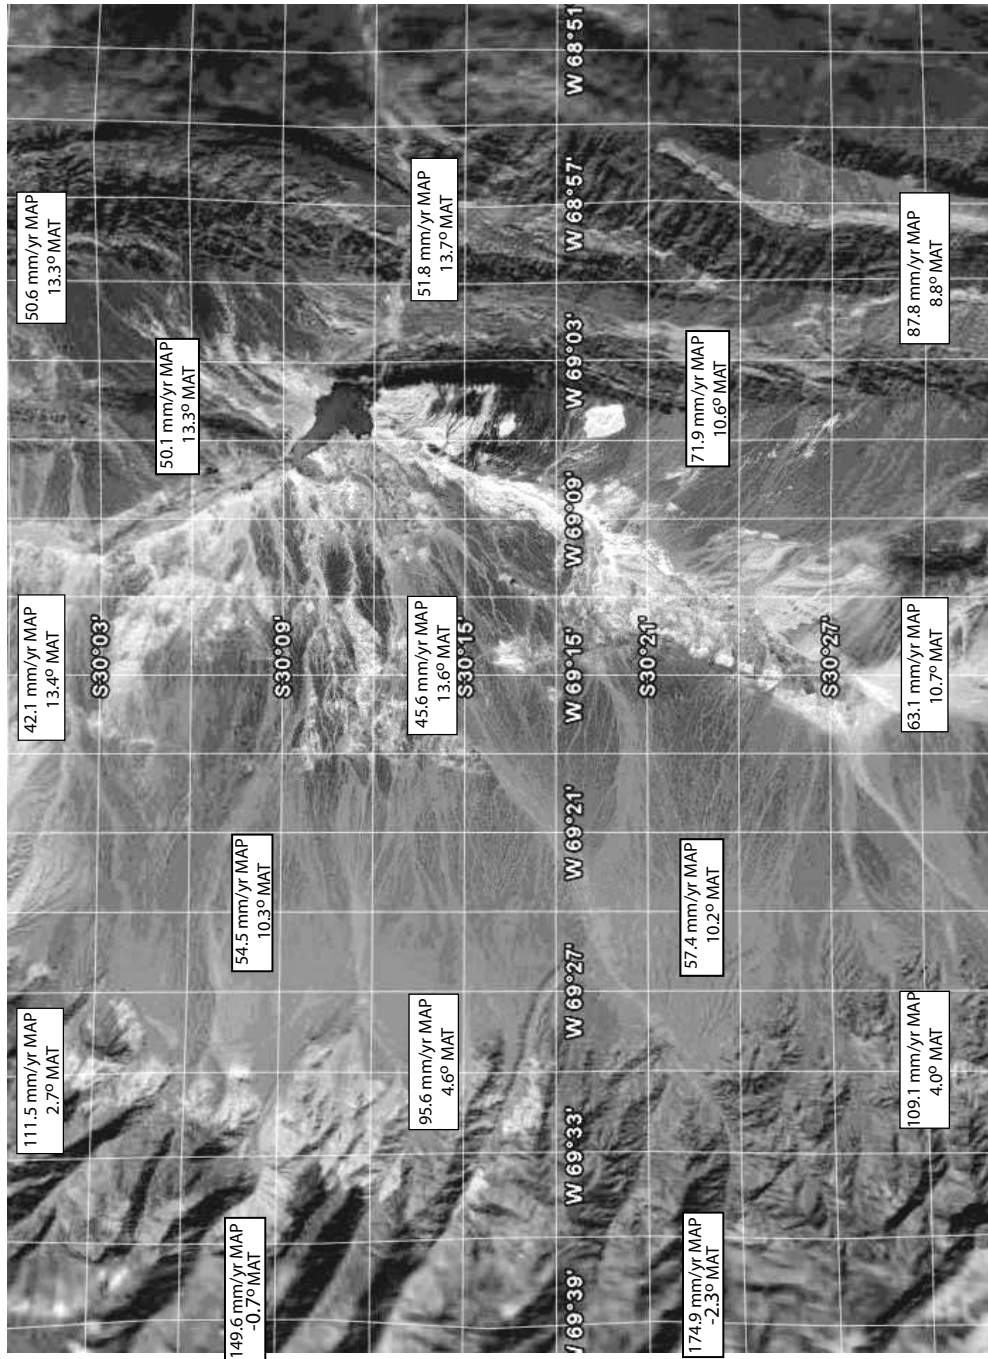 111.5 mm/yr MAP
2.7º MAT
42.1 mm/yr MAP
13.4º MAT
50.6 mm/yr MAP
13.3º MAT
S30°03'
50.1 mm/yr MAP
13.3º MAT
149.6 mm/yr MAP
-0.7º MAT
54.5 mm/yr MAP
10.3º MAT
S30°09'
95.6 mm/yr MAP
4.6º MAT
45.6 mm/yr MAP
13.6º MAT
51.8 mm/yr MAP
13.7º MAT
S30°15'
69°39'
W 69°33'
W 69°27'
W 69°21'
W 69°15'
W 69°09'
W 69°03'
W 68°57'
W 68°51
S30°21'
174.9 mm/yr MAP
-2.3º MAT
57.4 mm/yr MAP
10.2º MAT
71.9 mm/yr MAP
10.6º MAT
S30°27'
109.1 mm/yr MAP
4.0º MAT
63.1 mm/yr MAP
10.7º MAT
87.8 mm/yr MAP
8.8º MAT